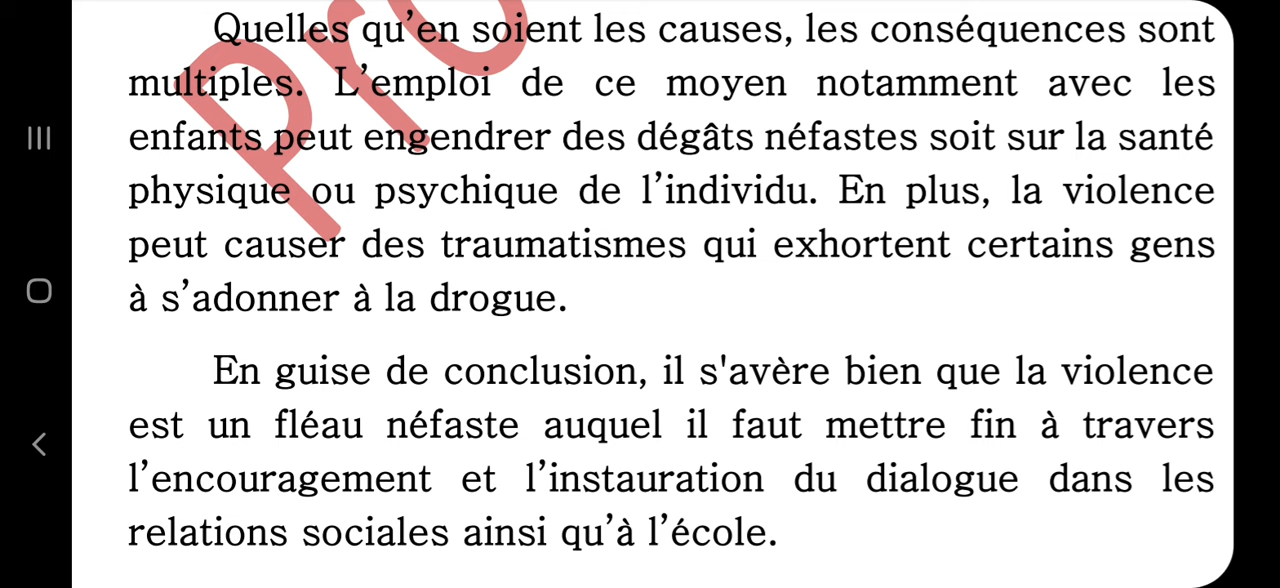 Quelles qu’en soient les causes, les conséquences sont
multiples. L’emploi de ce moyen notamment avec les
enfants peut engendrer des dégâts néfastes soit sur la santé
physique ou psychique de l’individu. En plus, la violence
peut causer des traumatismes qui exhortent certains gens
à s’adonner à la drogue.
En guise de conclusion, il s'avère bien que la violence
est un fléau néfaste auquel il faut mettre fin à travers
l’encouragement et l’instauration du dialogue dans les
relations sociales ainsi qu’à l’école.